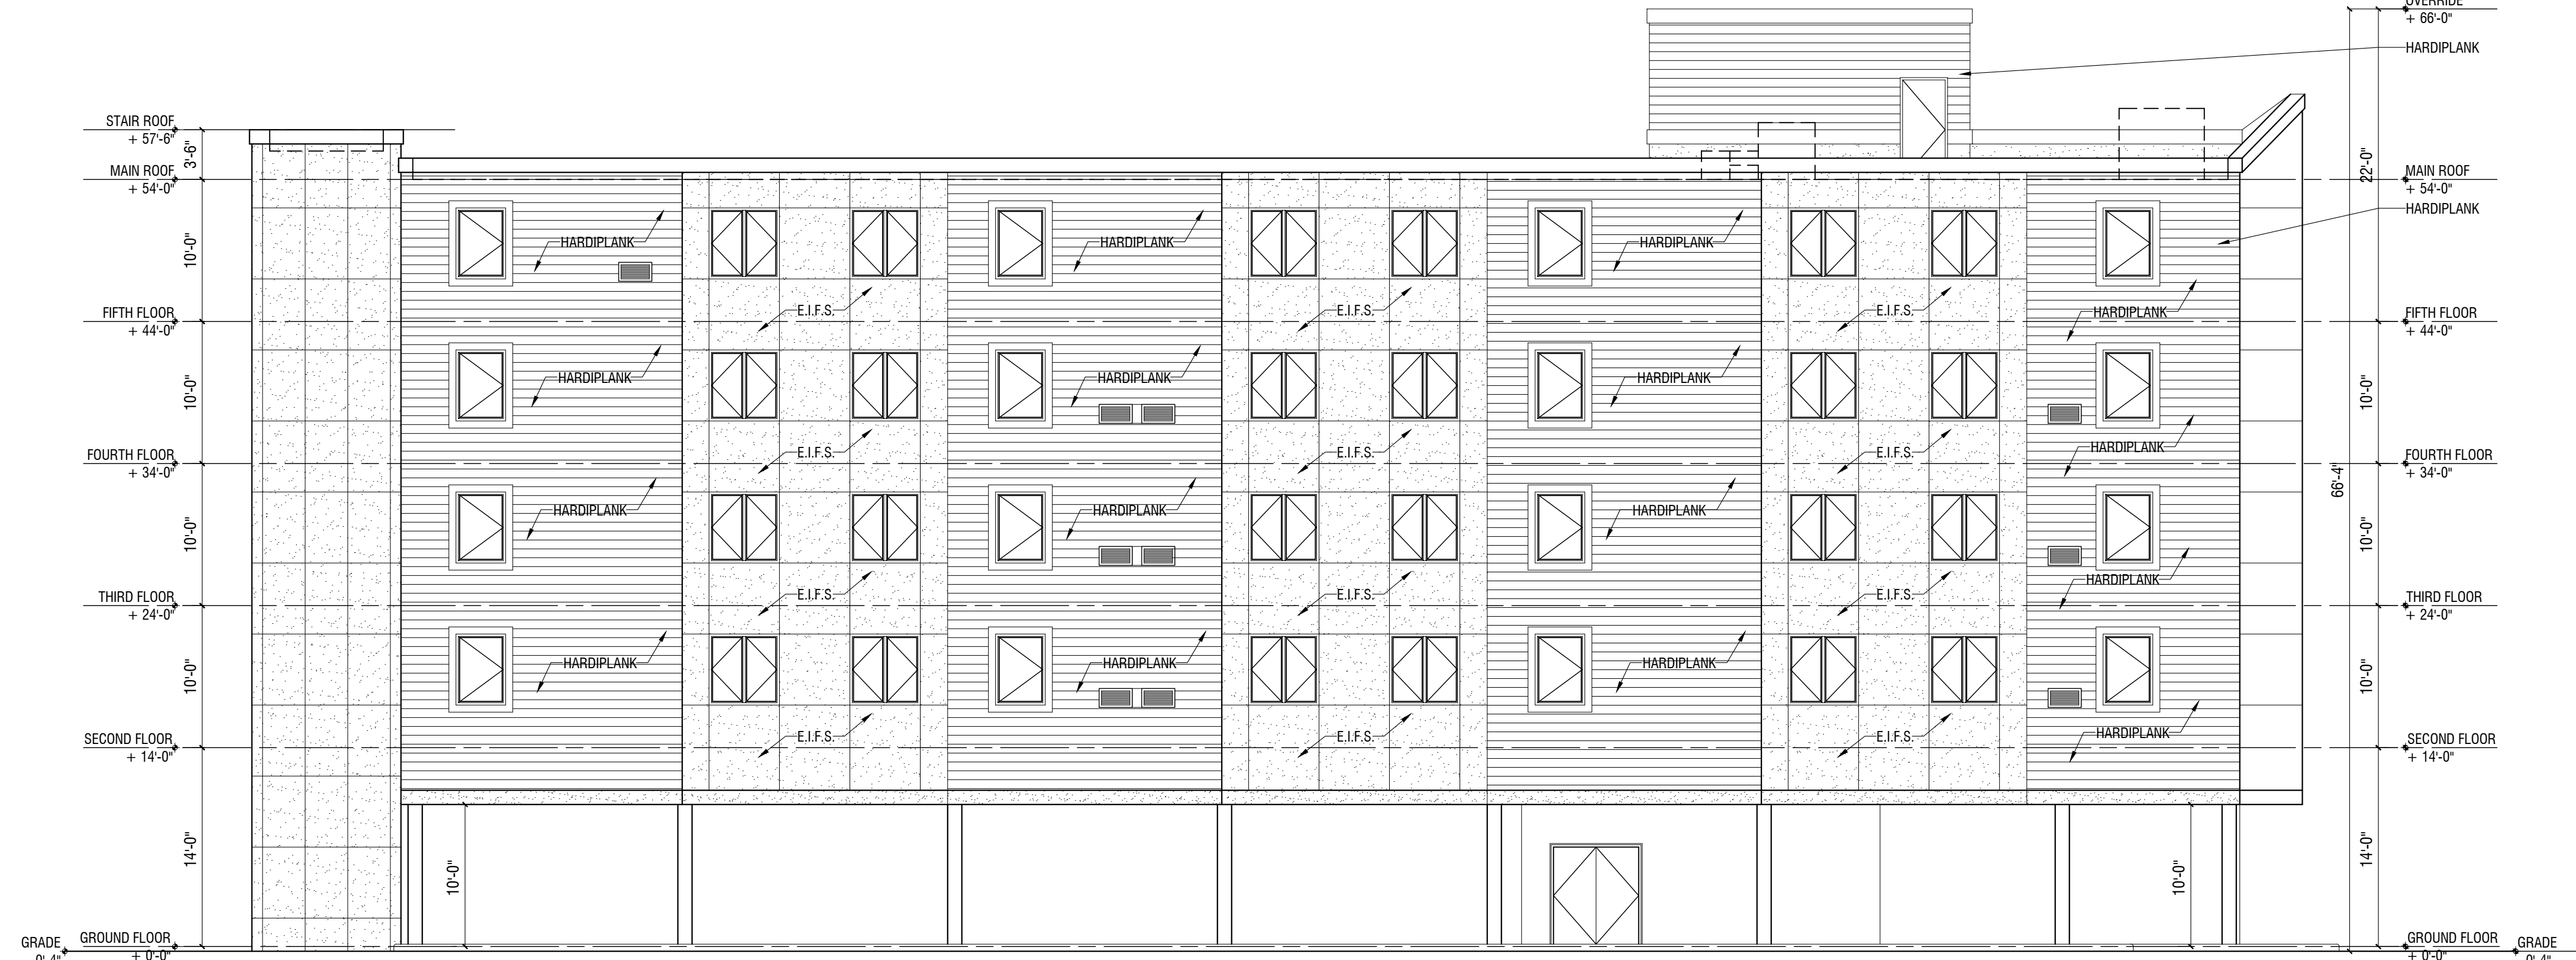 OVERRIDE
+ 66'-0"
HARDIPLANK
STAIR ROOF
+ 57'-6"
3'-6"
MAIN ROOF
+ 54'-0"
22'-0"
MAIN ROOF
+ 54'-0"
HARDIPLANK
10'-0"
HARDIPLANK
HARDIPLANK
HARDIPLANK
FIFTH FLOOR
+ 44'-0"
E.I.F.S.
E.I.F.S.
E.I.F.S.
HARDIPLANK
FIFTH FLOOR
+ 44'-0"
10'-0"
HARDIPLANK
HARDIPLANK
HARDIPLANK
10'-0"
FOURTH FLOOR
+ 34'-0"
E.I.F.S.
E.I.F.S.
E.I.F.S.
HARDIPLANK
FOURTH FLOOR
+ 34'-0"
66'-4"
10'-0"
HARDIPLANK
HARDIPLANK
HARDIPLANK
10'-0"
THIRD FLOOR
+ 24'-0"
E.I.F.S.
E.I.F.S.
E.I.F.S.
HARDIPLANK
THIRD FLOOR
+ 24'-0"
10'-0"
HARDIPLANK
HARDIPLANK
HARDIPLANK
10'-0"
SECOND FLOOR
+ 14'-0"
E.I.F.S.
E.I.F.S.
E.I.F.S.
HARDIPLANK
SECOND FLOOR
+ 14'-0"
14'-0"
10'-0"
10'-0"
14'-0"
GRADE
GROUND FLOOR
+ 0'-0"
GROUND FLOOR
+ 0'-0"
GRADE